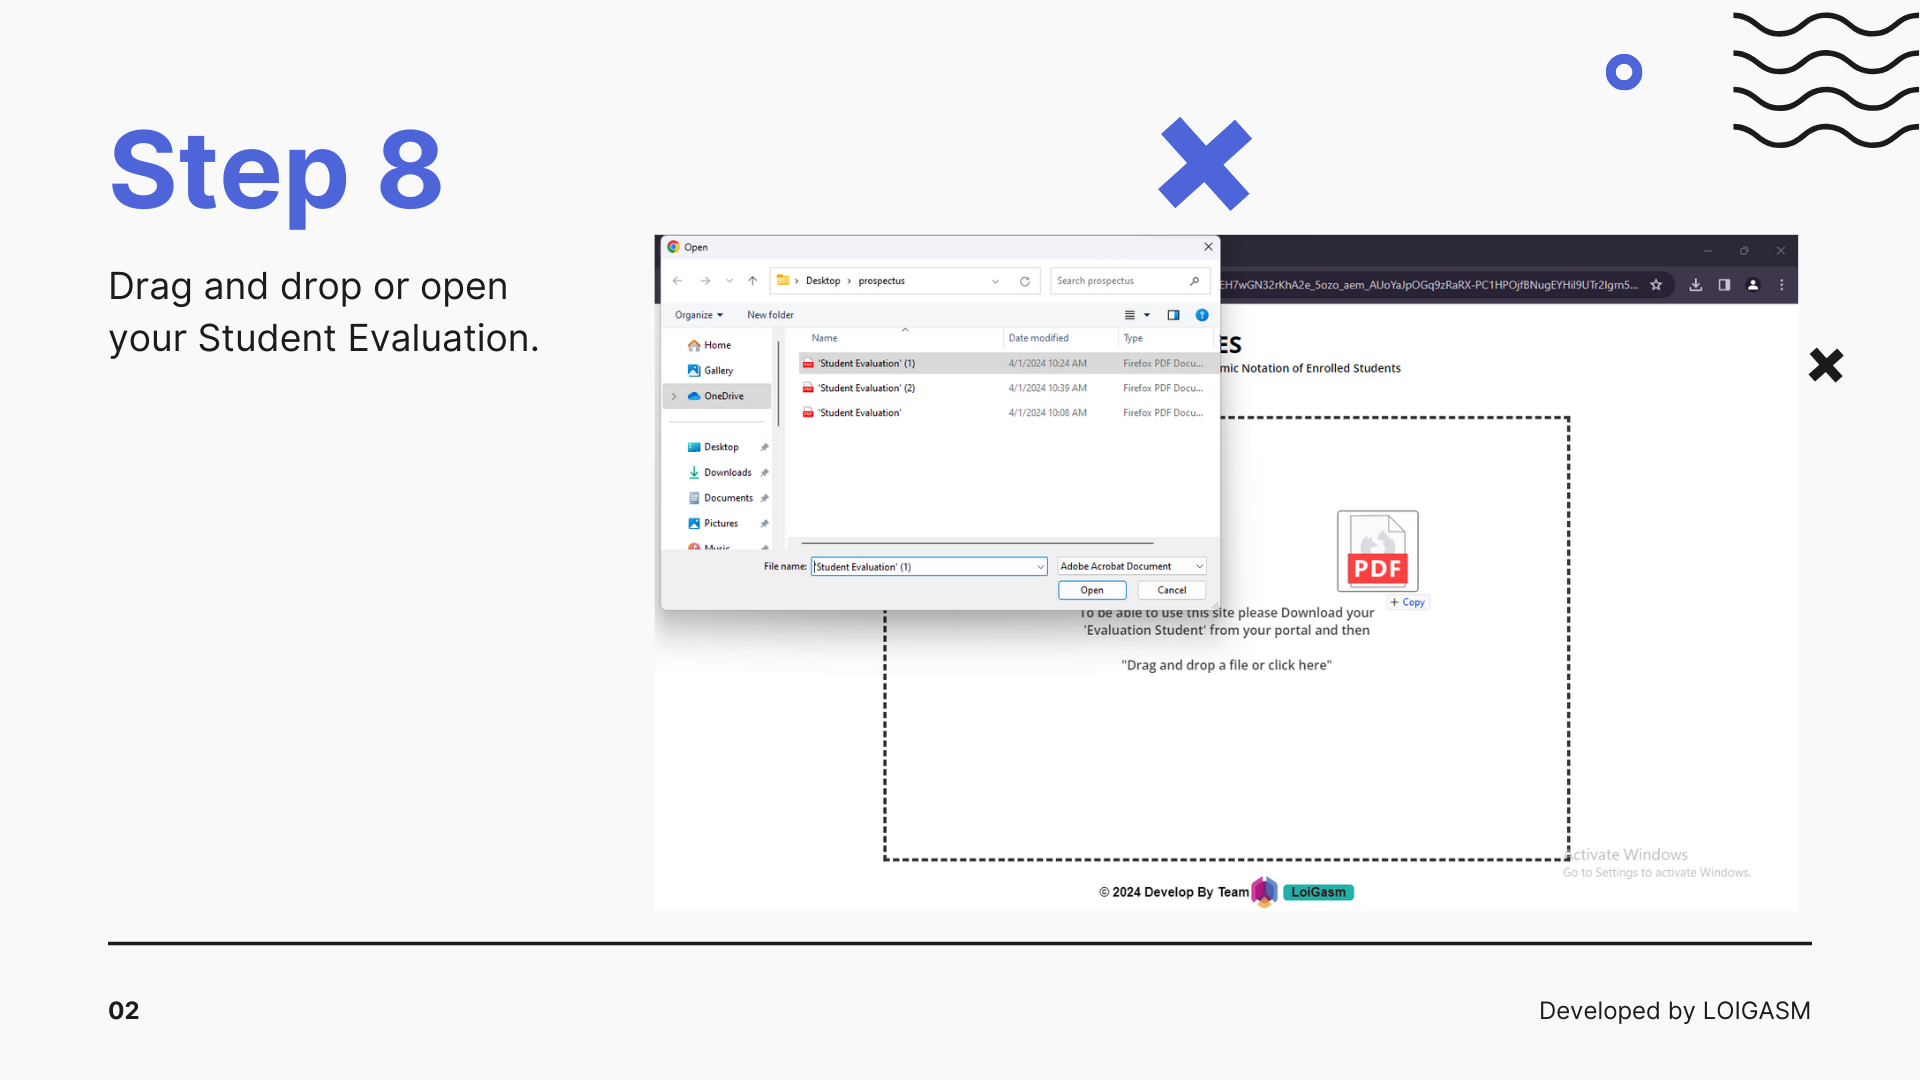 Step 8
Drag and drop or open
your Student Evaluation.
Open
Desktop > prospectus
Search prospectus
Organize
New folder
Name
Date modified
Type
Home
Gallery
OneDrive
Desktop
Downloads
Documents
Pictures
Music
'Student Evaluation' (1) 4/1/2024 10:24 AM Firefox PDF Docu...
'Student Evaluation' (2) 4/1/2024 10:39 AM Firefox PDF Docu...
'Student Evaluation' 4/1/2024 10:08 AM Firefox PDF Docu...
File name: 'Student Evaluation' (1)
Adobe Acrobat Document
Open
Cancel
ES
mic Notation of Enrolled Students
PDF
+ Copy
To be able to use this site please Download your
'Evaluation Student' from your portal and then
"Drag and drop a file or click here"
Activate Windows
Go to Settings to activate Windows.
© 2024 Develop By Team LoiGasm
02
Developed by LOIGASM